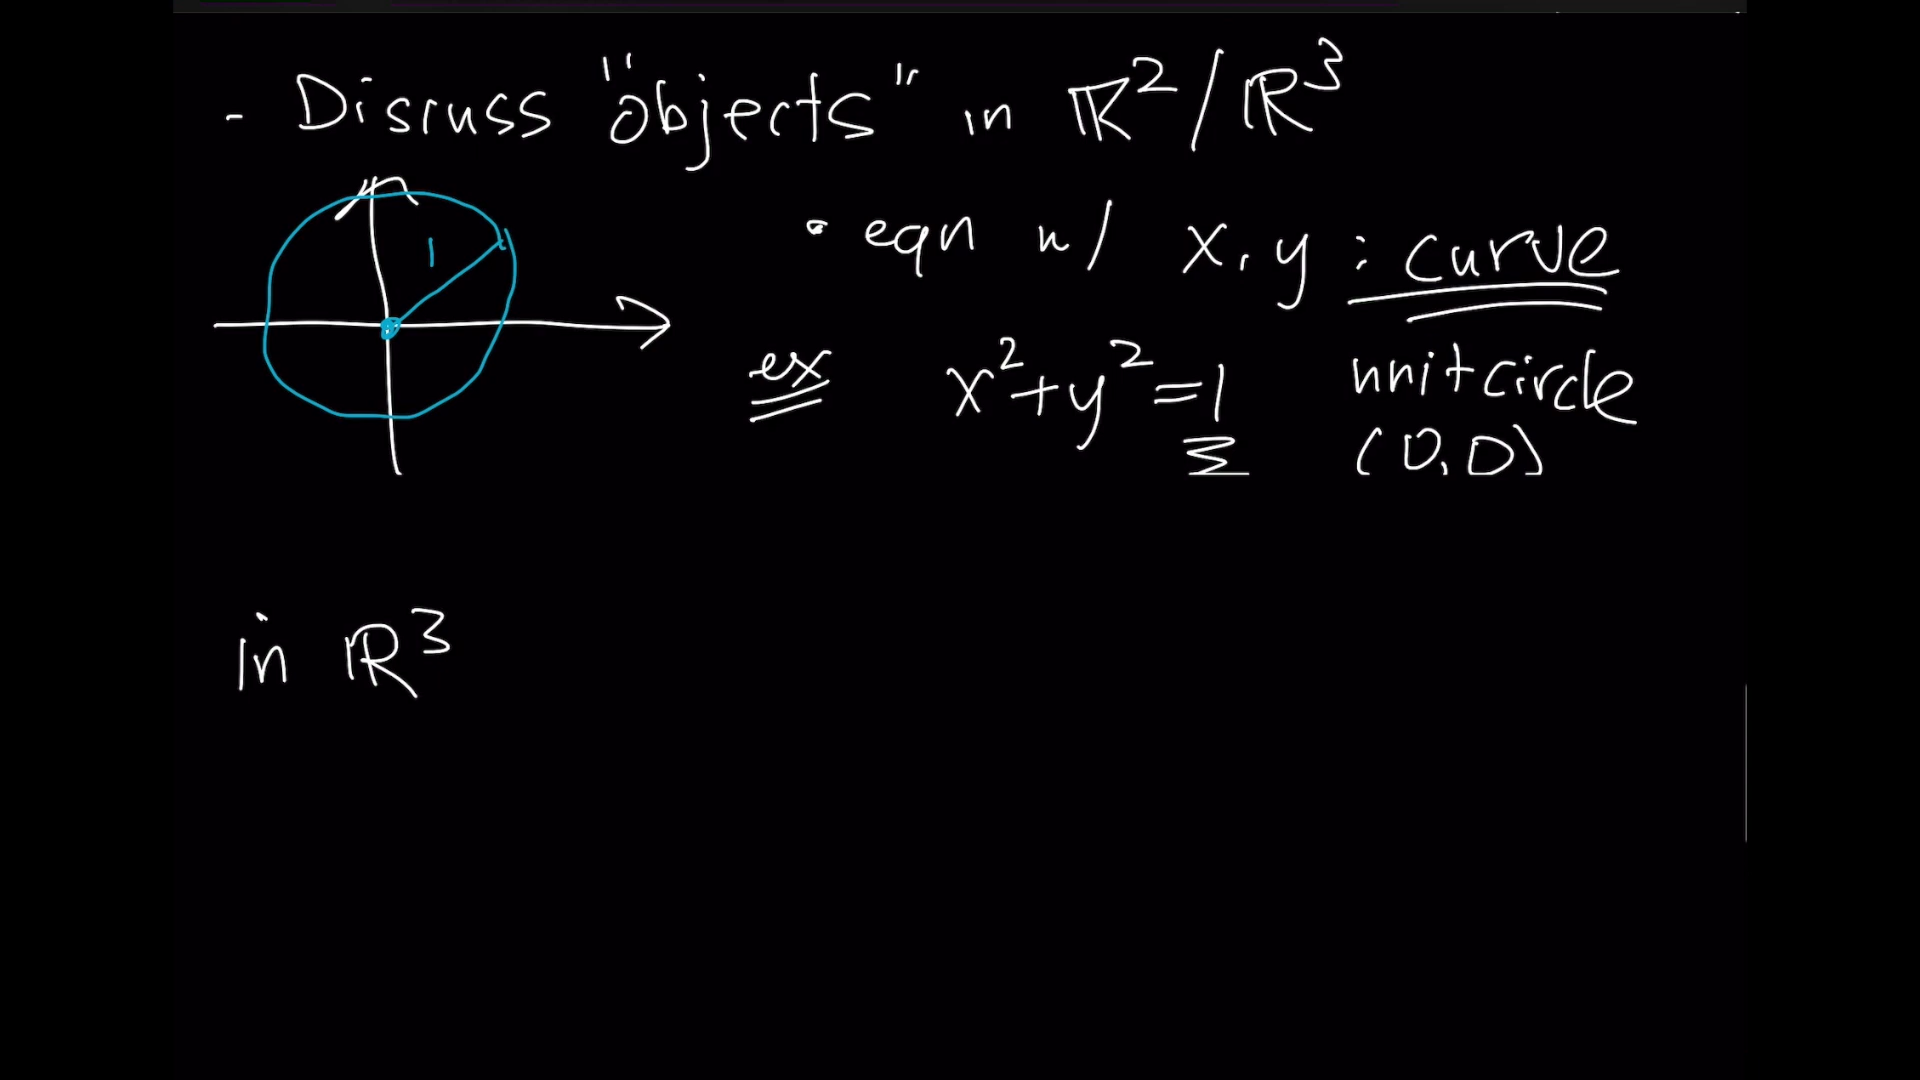 - Discuss "objects" in ℝ²/ℝ³
• eqn w/ x, y : curve
1
ex x²+y²=1 unit circle
(0,0)
in ℝ³